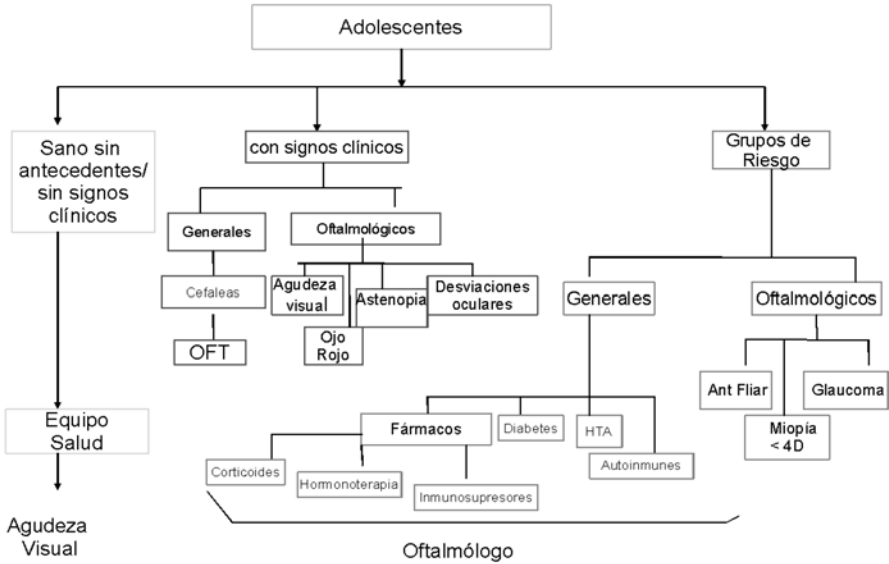 Adolescentes
Sano sin
antecedentes/
sin signos
clínicos
con signos clínicos
Grupos de
Riesgo
Generales
Oftalmológicos
Cefaleas
OFT
Agudeza
visual
Ojo
Rojo
Astenopia
Desviaciones
oculares
Generales
Oftalmológicos
Ant Fliar
Miopía
< 4D
Glaucoma
Fármacos
Diabetes
HTA
Autoinmunes
Corticoides
Hormonoterapia
Inmunosupresores
Equipo
Salud
Agudeza
Visual
Oftalmólogo